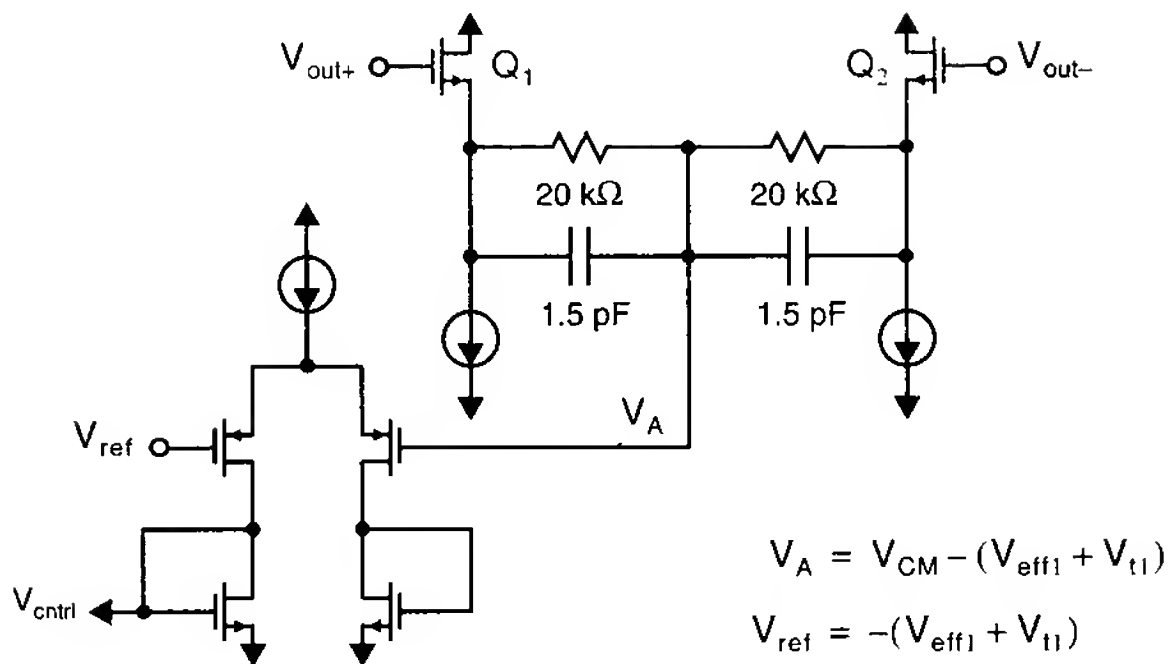 V_out+
Q_1
Q_2
V_out–
20 kΩ
20 kΩ
1.5 pF
1.5 pF
V_A
V_ref
V_cntrl
V_A = V_CM – (V_eff1 + V_t1)
V_ref = –(V_eff1 + V_t1)